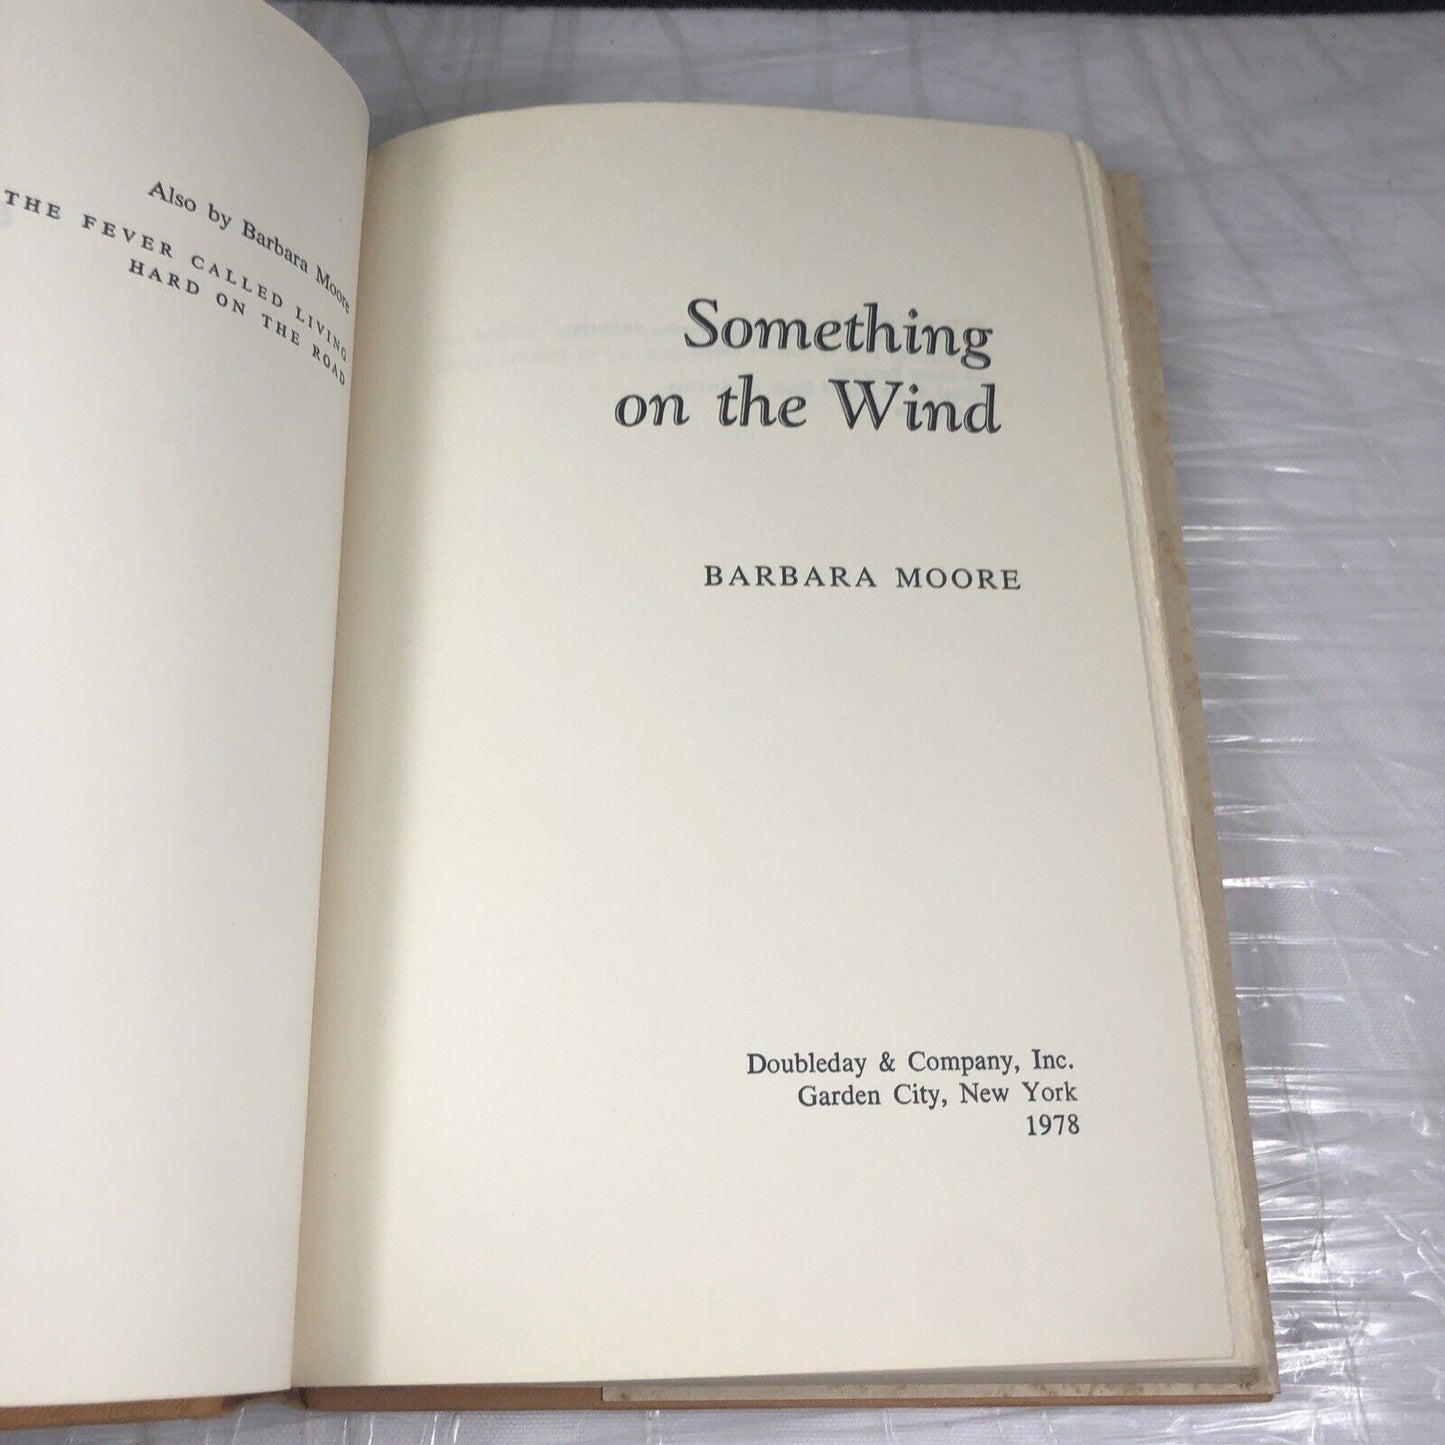 Also by Barbara Moore
THE FEVER CALLED LIVING
HARD ON THE ROAD
Something
on the Wind
BARBARA MOORE
Doubleday & Company, Inc.
Garden City, New York
1978